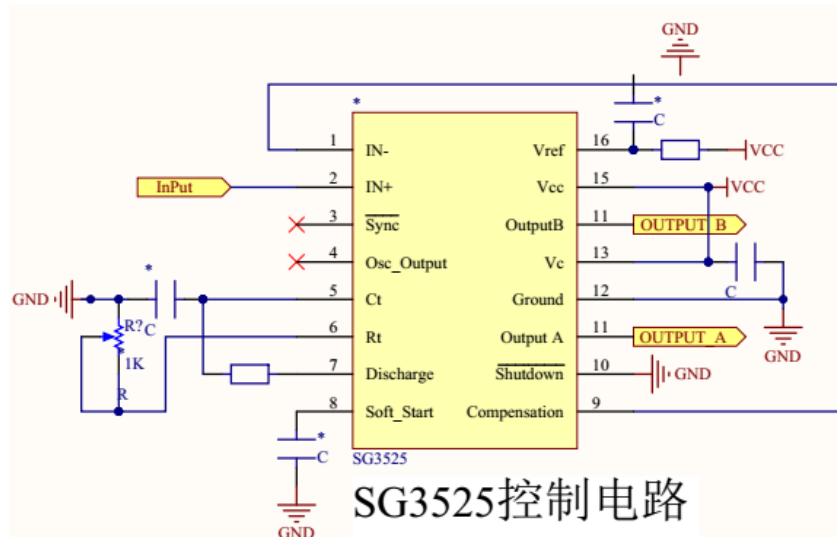 GND
*
*
C
1
IN-
Vref
16
VCC
InPut
2
IN+
Vcc
15
VCC
3
Sync
OutputB
11
OUTPUT_B
4
Osc_Output
Vc
13
C
*
GND
C
5
Ct
Ground
12
R?
*
1K
R
6
Rt
Output A
11
OUTPUT_A
GND
7
Discharge
Shutdown
10
GND
8
Soft_Start
Compensation
9
*
C
SG3525
GND
SG3525控制电路